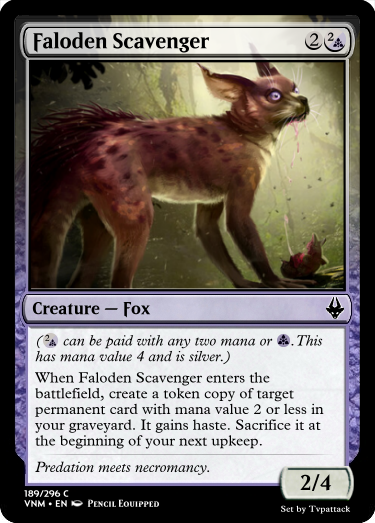 Faloden Scavenger 2 2
Creature — Fox
(2 can be paid with any two mana or . This
has mana value 4 and is silver.)
When Faloden Scavenger enters the
battlefield, create a token copy of target
permanent card with mana value 2 or less in
your graveyard. It gains haste. Sacrifice it at
the beginning of your next upkeep.
Predation meets necromancy.
2/4
189/296 C
VNM • EN Pencil Equipped
Set by Tvpattack